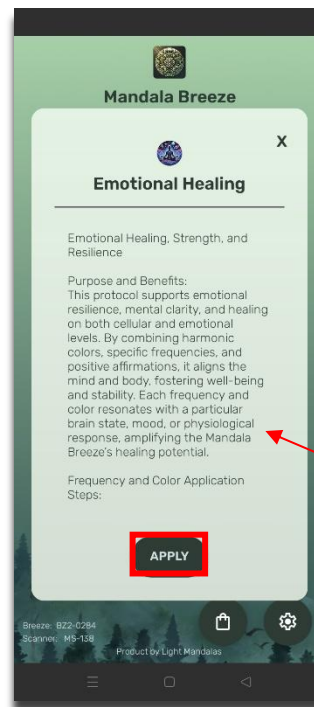 Mandala Breeze
X
Emotional Healing
Emotional Healing, Strength, and
Resilience
Purpose and Benefits:
This protocol supports emotional
resilience, mental clarity, and healing
on both cellular and emotional
levels. By combining harmonic
colors, specific frequencies, and
positive affirmations, it aligns the
mind and body, fostering well-being
and stability. Each frequency and
color resonates with a particular
brain state, mood, or physiological
response, amplifying the Mandala
Breeze's healing potential.
Frequency and Color Application
Steps:
APPLY
Breeze: BZ2-0284
Scanner: MS-138
Product by Light Mandalas